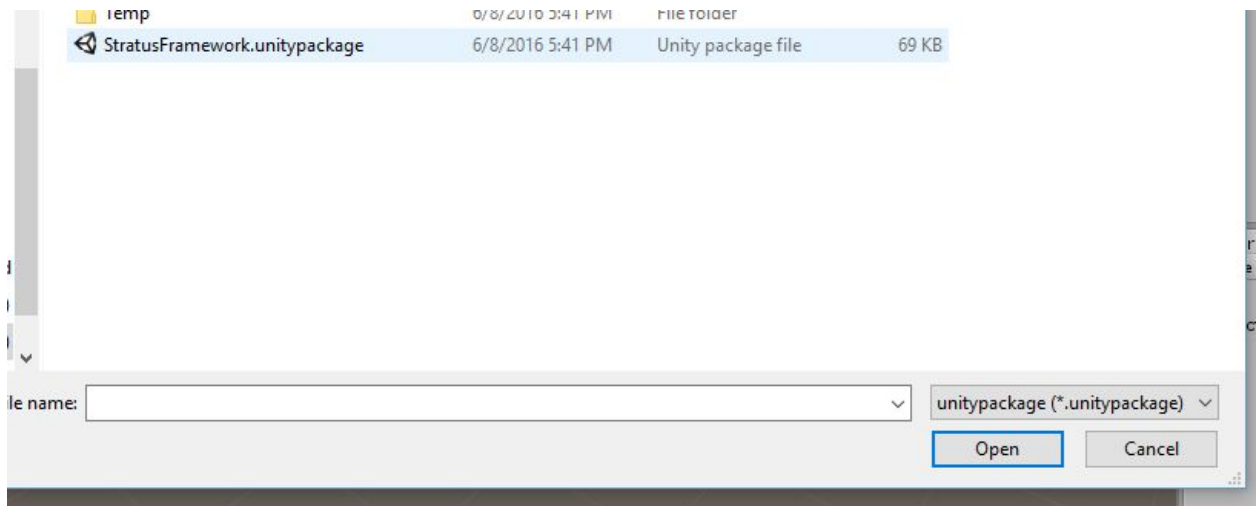 Temp 6/8/2016 5:41 PM File folder
StratusFramework.unitypackage 6/8/2016 5:41 PM Unity package file 69 KB
ile name: unitypackage (*.unitypackage)
Open Cancel